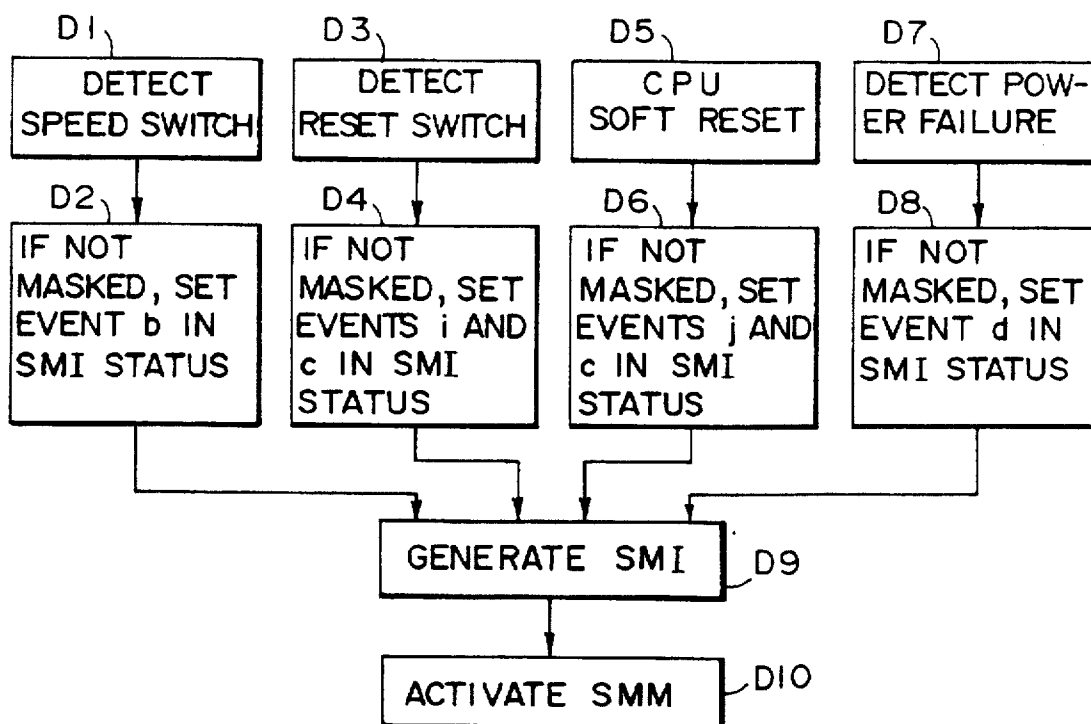 D1
DETECT
SPEED SWITCH
D3
DETECT
RESET SWITCH
D5
CPU
SOFT RESET
D7
DETECT POW-
ER FAILURE
D2
IF NOT
MASKED, SET
EVENT b IN
SMI STATUS
D4
IF NOT
MASKED, SET
EVENTS i AND
c IN SMI
STATUS
D6
IF NOT
MASKED, SET
EVENTS j AND
c IN SMI
STATUS
D8
IF NOT
MASKED, SET
EVENT d IN
SMI STATUS
GENERATE SMI
D9
ACTIVATE SMM
D10